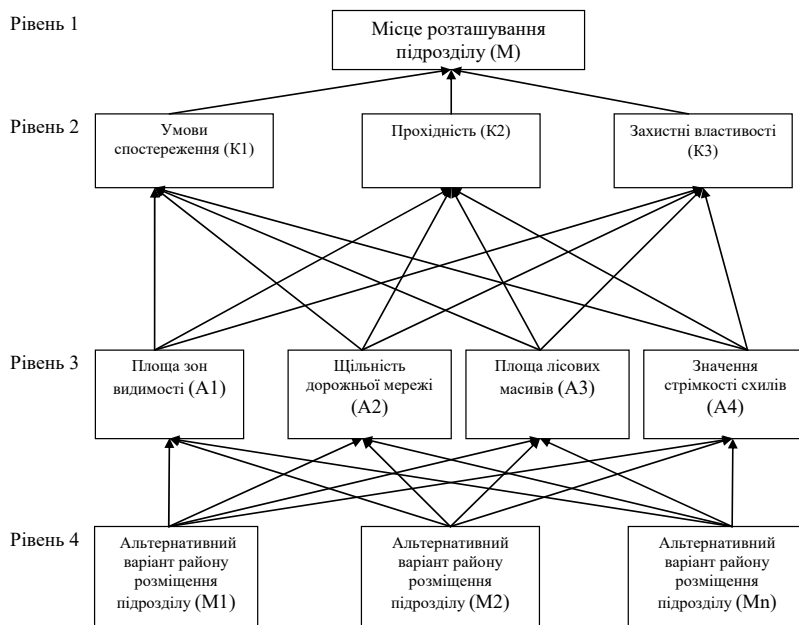 Рівень 1
Місце розташування
підрозділу (М)
Рівень 2
Умови
спостереження (К1)
Прохідність (К2)
Захистні властивості
(К3)
Рівень 3
Площа зон
видимості (А1)
Щільність
дорожньої мережі
(А2)
Площа лісових
масивів (А3)
Значення
стрімкості схилів
(А4)
Рівень 4
Альтернативний
варіант району
розміщення
підрозділу (М1)
Альтернативний
варіант району
розміщення
підрозділу (М2)
Альтернативний
варіант району
розміщення
підрозділу (Мn)